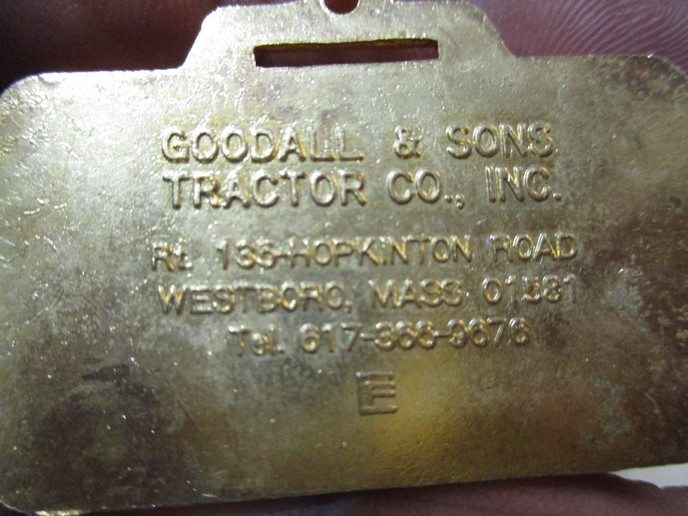 GOODALL & SONS
TRACTOR CO., INC.
Rt. 135-HOPKINTON ROAD
WESTBORO, MASS 01581
Tel. 617-366-9676